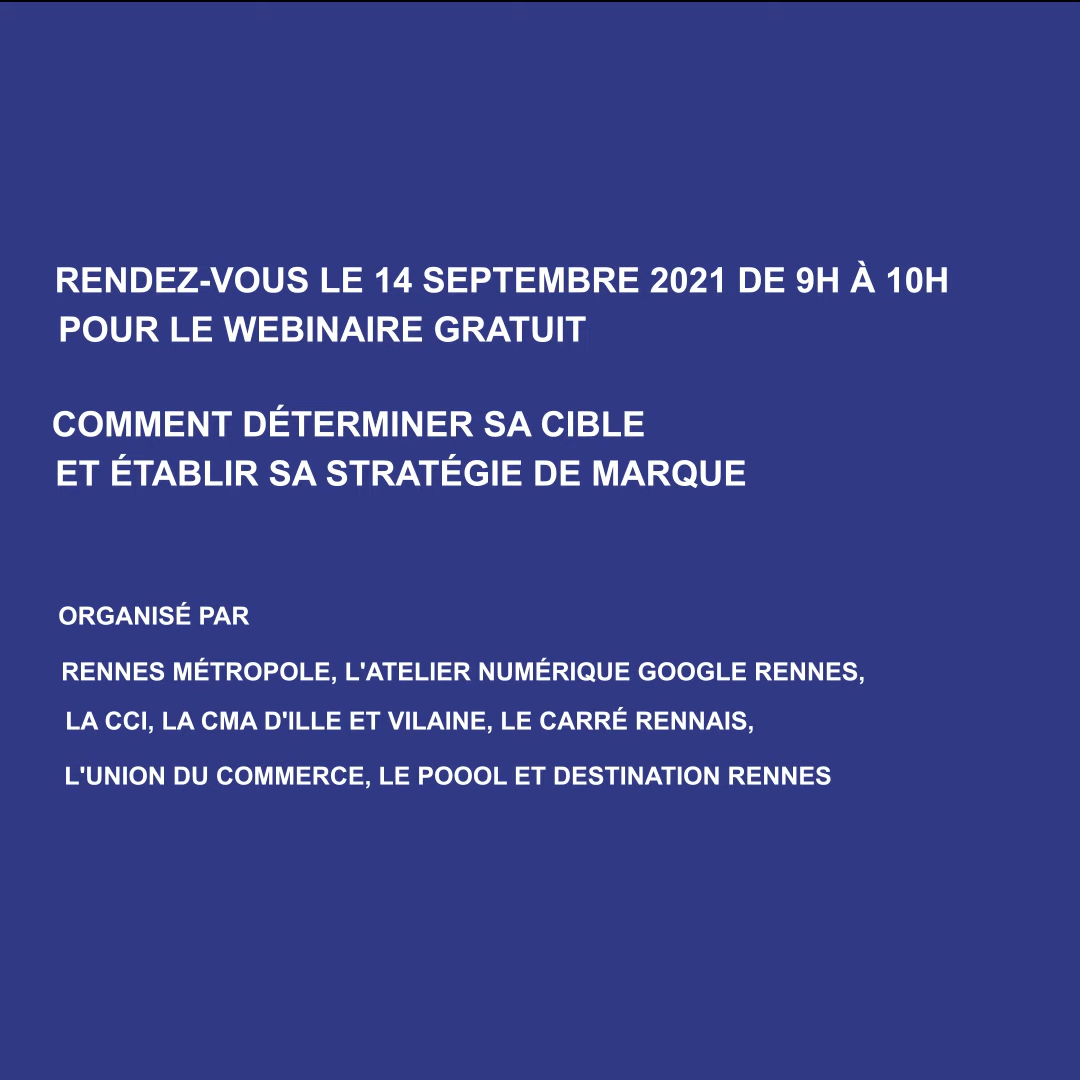 RENDEZ-VOUS LE 14 SEPTEMBRE 2021 DE 9H À 10H
POUR LE WEBINAIRE GRATUIT
COMMENT DÉTERMINER SA CIBLE
ET ÉTABLIR SA STRATÉGIE DE MARQUE
ORGANISÉ PAR
RENNES MÉTROPOLE, L'ATELIER NUMÉRIQUE GOOGLE RENNES,
LA CCI, LA CMA D'ILLE ET VILAINE, LE CARRÉ RENNAIS,
L'UNION DU COMMERCE, LE POOOL ET DESTINATION RENNES